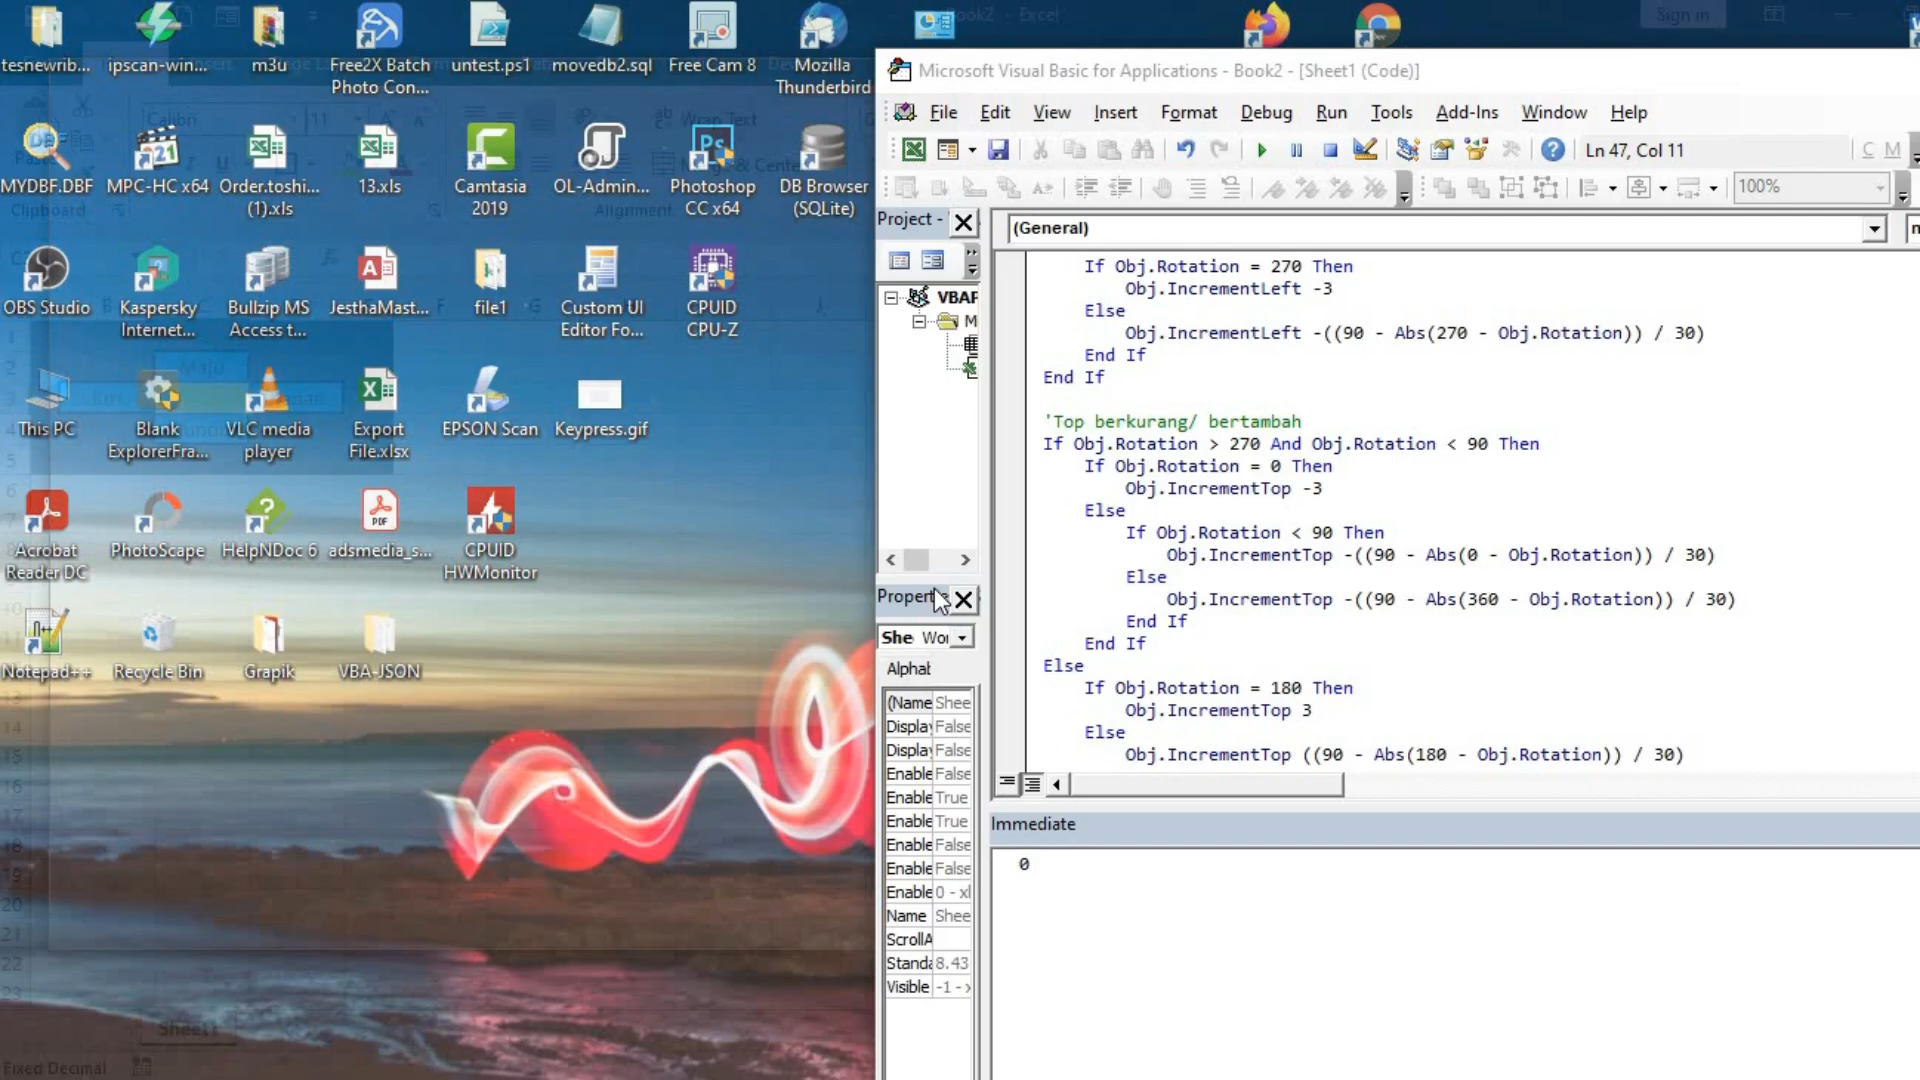 Book2 - Excel
Sign in
tesnewrib...
ipscan-win...
m3u
Free2X Batch
Photo Con...
untest.ps1
movedb2.sql
Free Cam 8
Mozilla
Thunderbird
MYDBF.DBF
MPC-HC x64
Order.toshi...
(1).xls
13.xls
Camtasia
2019
OL-Admin...
Photoshop
CC x64
DB Browser
(SQLite)
Calibri
11
Wrap Text
Clipboard
Alignment
OBS Studio
Kaspersky
Internet...
Bullzip MS
Access t...
JesthaMast...
file1
Custom UI
Editor Fo...
CPUID
CPU-Z
Maju
This PC
Blank
ExplorerFra...
VLC media
player
Export
File.xlsx
EPSON Scan
Keypress.gif
Acrobat
Reader DC
PhotoScape
HelpNDoc 6
adsmedia_s...
CPUID
HWMonitor
Notepad++
Recycle Bin
Grapik
VBA-JSON
Sheet1
Fixed Decimal
Microsoft Visual Basic for Applications - Book2 - [Sheet1 (Code)]
File Edit View Insert Format Debug Run Tools Add-Ins Window Help
Ln 47, Col 11
100%
Project -
(General)
VBAP
M
If Obj.Rotation = 270 Then
Obj.IncrementLeft -3
Else
Obj.IncrementLeft -((90 - Abs(270 - Obj.Rotation)) / 30)
End If
End If
'Top berkurang/ bertambah
If Obj.Rotation > 270 And Obj.Rotation < 90 Then
If Obj.Rotation = 0 Then
Obj.IncrementTop -3
Else
If Obj.Rotation < 90 Then
Obj.IncrementTop -((90 - Abs(0 - Obj.Rotation)) / 30)
Else
Obj.IncrementTop -((90 - Abs(360 - Obj.Rotation)) / 30)
End If
End If
Else
If Obj.Rotation = 180 Then
Obj.IncrementTop 3
Else
Obj.IncrementTop ((90 - Abs(180 - Obj.Rotation)) / 30)
Propert
She Wor
Alphab
(Name Shee
Display False
Display False
Enable False
Enable True
Enable True
Enable False
Enable False
Enable 0 - xl
Name Shee
ScrollA
Standa 8.43
Visible -1 - x
Immediate
0